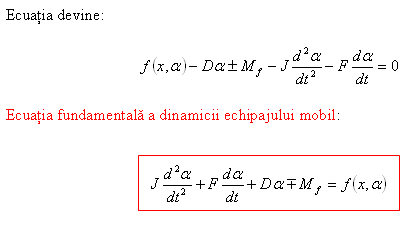 Ecuația devine:
f(x,α) − Dα ± M_f − J d²α/dt² − F dα/dt = 0
Ecuația fundamentală a dinamicii echipajului mobil:
J d²α/dt² + F dα/dt + Dα ∓ M_f = f(x,α)